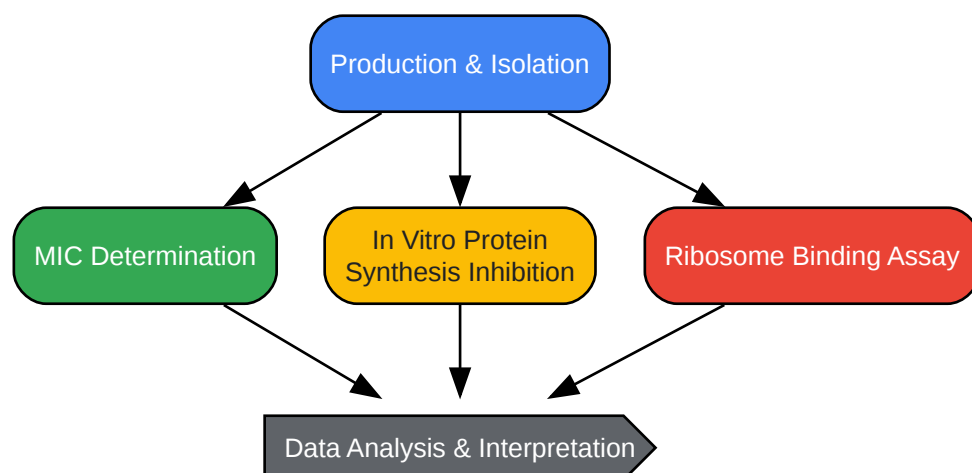 Production & Isolation
MIC Determination
In Vitro Protein
Synthesis Inhibition
Ribosome Binding Assay
Data Analysis & Interpretation